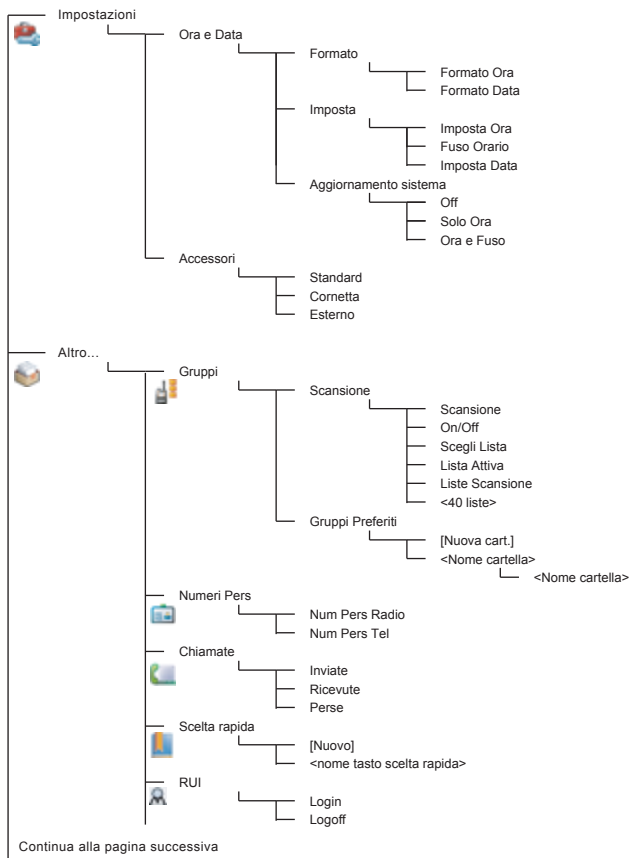 Impostazioni
Ora e Data
Formato
Formato Ora
Formato Data
Imposta
Imposta Ora
Fuso Orario
Imposta Data
Aggiornamento sistema
Off
Solo Ora
Ora e Fuso
Accessori
Standard
Cornetta
Esterno
Altro...
Gruppi
Scansione
Scansione
On/Off
Scegli Lista
Lista Attiva
Liste Scansione
<40 liste>
Gruppi Preferiti
[Nuova cart.]
<Nome cartella>
<Nome cartella>
Numeri Pers
Num Pers Radio
Num Pers Tel
Chiamate
Inviate
Ricevute
Perse
Scelta rapida
[Nuovo]
<nome tasto scelta rapida>
RUI
Login
Logoff
Continua alla pagina successiva